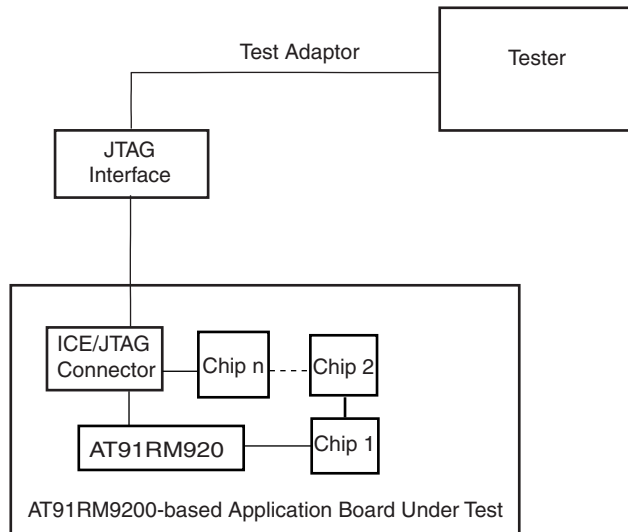 Test Adaptor
Tester
JTAG
Interface
ICE/JTAG
Connector
Chip n
Chip 2
AT91RM920
Chip 1
AT91RM9200-based Application Board Under Test